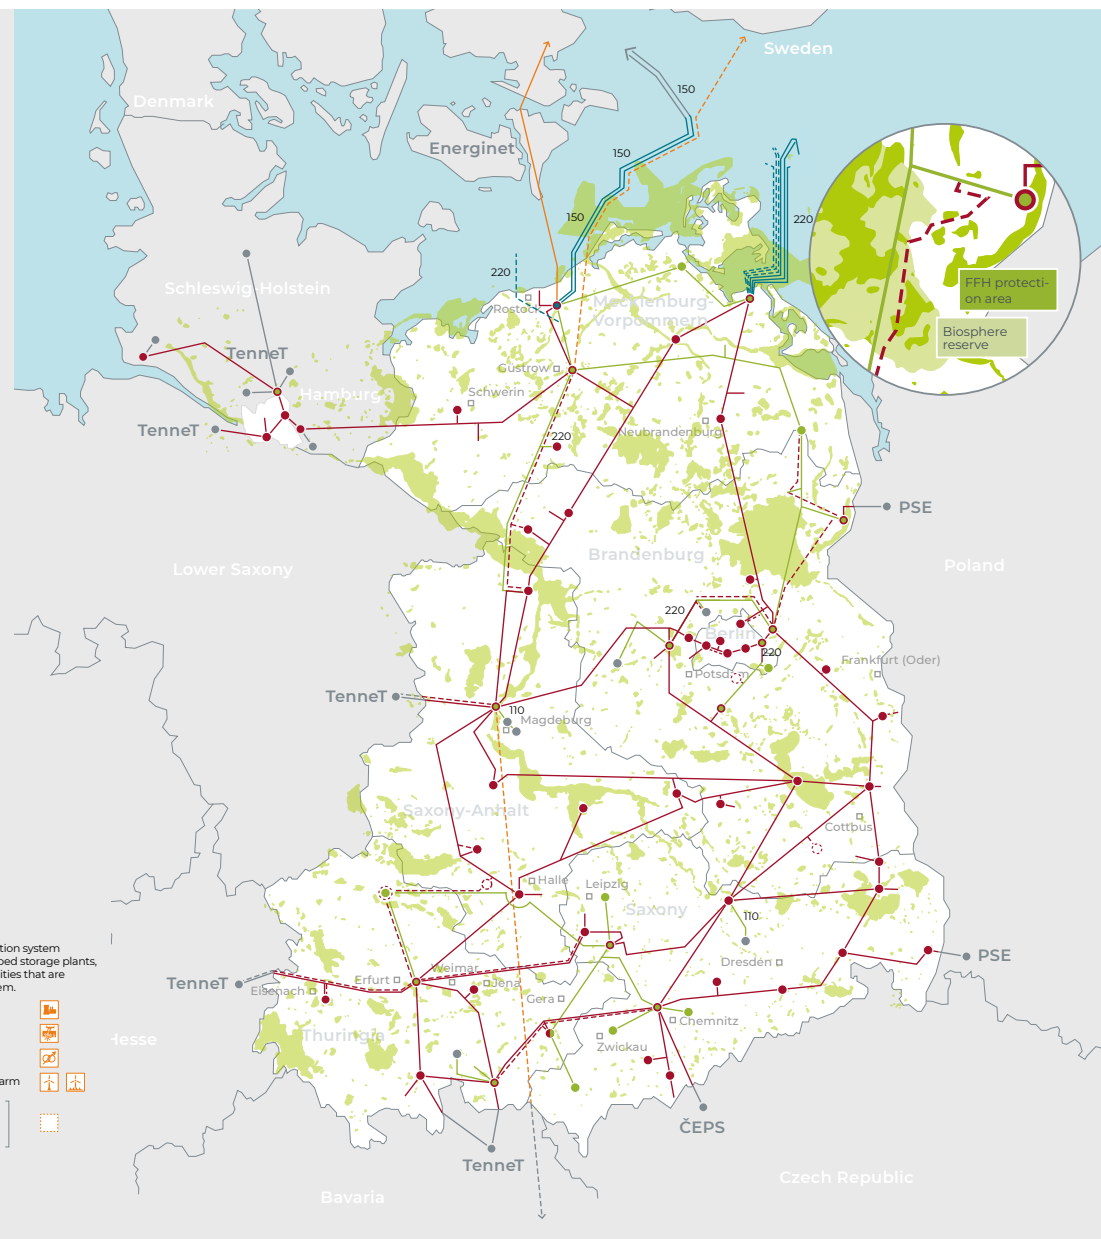 Sweden
Denmark
150
Energinet
150
150
220
220
Schleswig-Holstein
Mecklenburg-
Vorpommern
Rostock
FFH protecti-
on area
Biosphere
reserve
TenneT
Güstrow
Schwerin
Hamburg
TenneT
220
Neubrandenburg
PSE
Brandenburg
Lower Saxony
Poland
220
Berlin
220
Frankfurt (Oder)
Potsdam
TenneT
110
Magdeburg
Saxony-Anhalt
Cottbus
Halle
Leipzig
Saxony
110
tion system
ped storage plants,
ities that are
em.
Dresden
PSE
Weimar
Erfurt
Jena
TenneT
Eisenach
Gera
Chemnitz
Hesse
Thuringia
Zwickau
arm
ČEPS
TenneT
Czech Republic
Bavaria